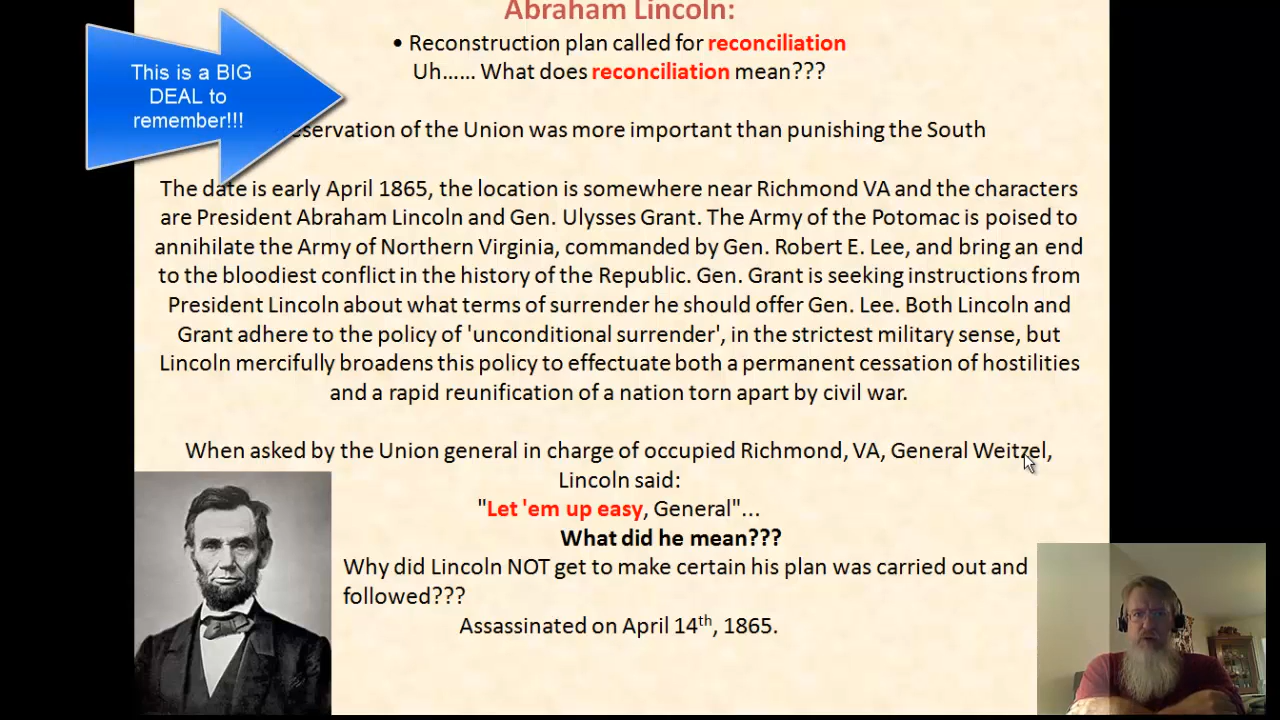 Abraham Lincoln:
• Reconstruction plan called for reconciliation
Uh...... What does reconciliation mean???
This is a BIG
DEAL to
remember!!!
of the Union was more important than punishing the South
The date is early April 1865, the location is somewhere near Richmond VA and the characters
are President Abraham Lincoln and Gen. Ulysses Grant. The Army of the Potomac is poised to
annihilate the Army of Northern Virginia, commanded by Gen. Robert E. Lee, and bring an end
to the bloodiest conflict in the history of the Republic. Gen. Grant is seeking instructions from
President Lincoln about what terms of surrender he should offer Gen. Lee. Both Lincoln and
Grant adhere to the policy of 'unconditional surrender', in the strictest military sense, but
Lincoln mercifully broadens this policy to effectuate both a permanent cessation of hostilities
and a rapid reunification of a nation torn apart by civil war.
When asked by the Union general in charge of occupied Richmond, VA, General Weitzel,
Lincoln said:
"Let 'em up easy, General"...
What did he mean???
Why did Lincoln NOT get to make certain his plan was carried out and
followed???
Assassinated on April 14th, 1865.